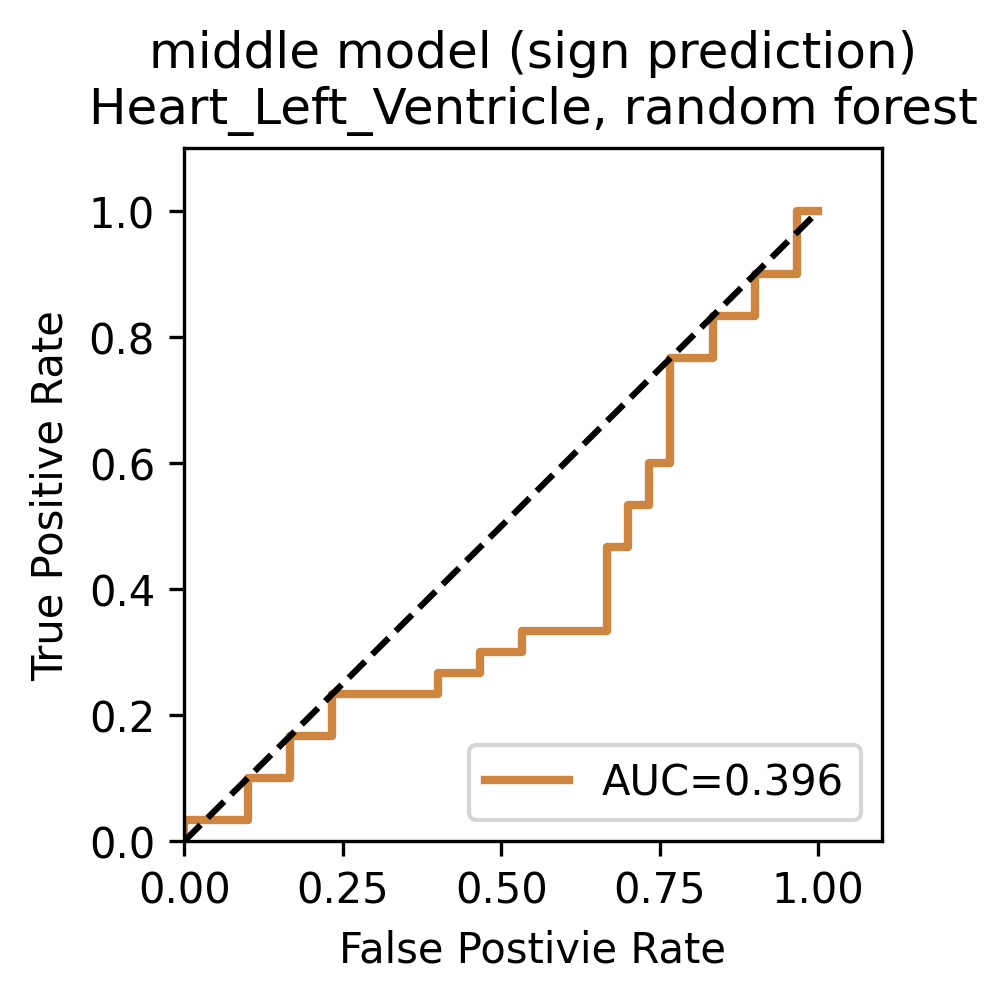 middle model (sign prediction)
Heart_Left_Ventricle, random forest
1.0
0.8
0.6
0.4
0.2
0.0
True Positive Rate
AUC=0.396
0.00 0.25 0.50 0.75 1.00
False Postivie Rate